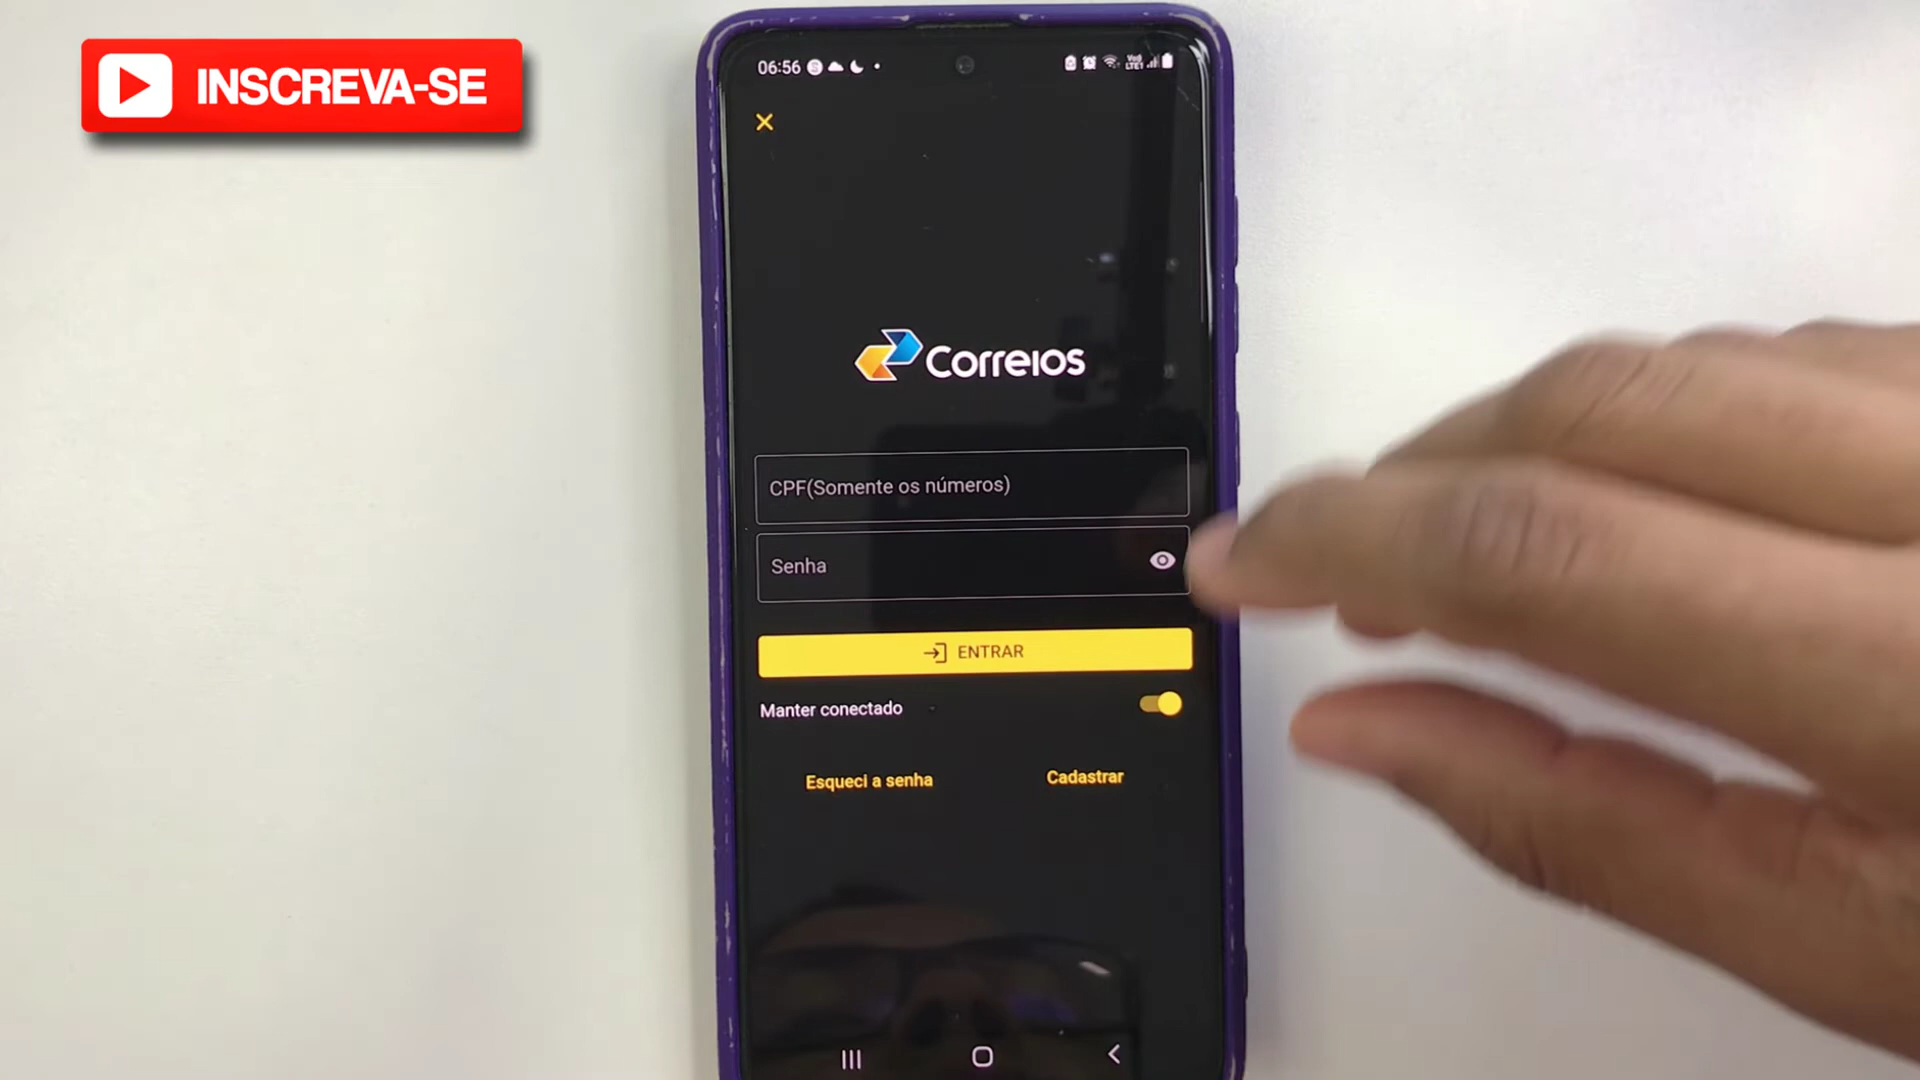 INSCREVA-SE
06:56
Correios
CPF(Somente os números)
Senha
ENTRAR
Manter conectado
Esqueci a senha
Cadastrar